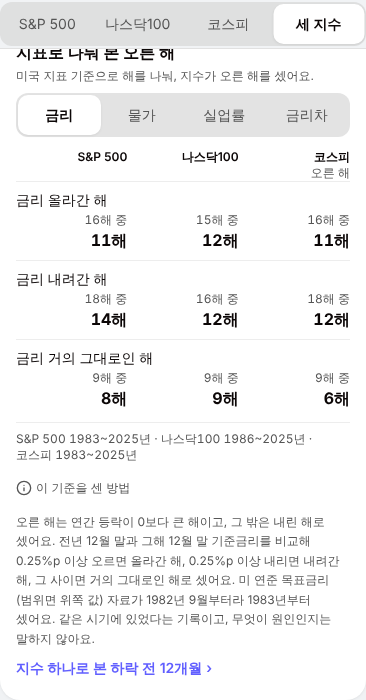 S&P 500 나스닥100 코스피 세 지수
지표로 나눠 본 오른 해
미국 지표 기준으로 해를 나눠, 지수가 오른 해를 셌어요.
금리 물가 실업률 금리차
S&P 500 나스닥100 코스피
오른 해
금리 올라간 해
16해 중 15해 중 16해 중
11해 12해 11해
금리 내려간 해
18해 중 16해 중 18해 중
14해 12해 12해
금리 거의 그대로인 해
9해 중 9해 중 9해 중
8해 9해 6해
S&P 500 1983~2025년 · 나스닥100 1986~2025년 ·
코스피 1983~2025년
이 기준을 센 방법
오른 해는 연간 등락이 0보다 큰 해이고, 그 밖은 내린 해로
셌어요. 전년 12월 말과 그해 12월 말 기준금리를 비교해
0.25%p 이상 오르면 올라간 해, 0.25%p 이상 내리면 내려간
해, 그 사이면 거의 그대로인 해로 셌어요. 미 연준 목표금리
(범위면 위쪽 값) 자료가 1982년 9월부터라 1983년부터
셌어요. 같은 시기에 있었다는 기록이고, 무엇이 원인인지는
말하지 않아요.
지수 하나로 본 하락 전 12개월 ›